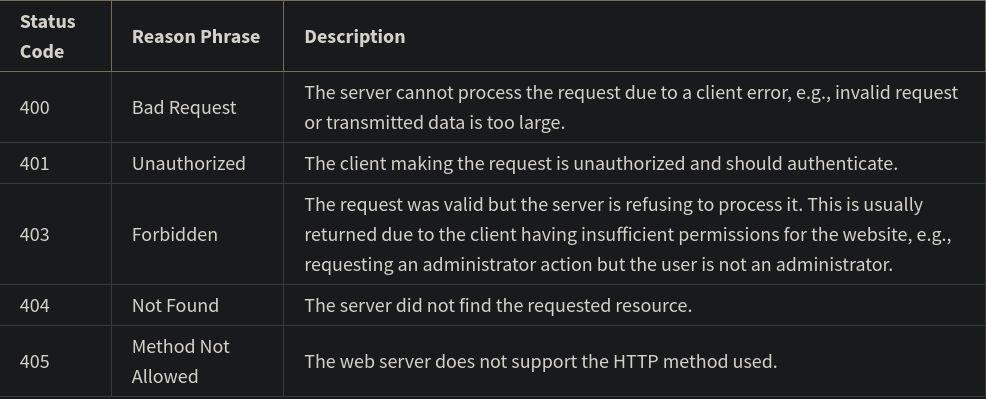 Status
Code
Reason Phrase
Description
400
Bad Request
The server cannot process the request due to a client error, e.g., invalid request
or transmitted data is too large.
401
Unauthorized
The client making the request is unauthorized and should authenticate.
403
Forbidden
The request was valid but the server is refusing to process it. This is usually
returned due to the client having insufficient permissions for the website, e.g.,
requesting an administrator action but the user is not an administrator.
404
Not Found
The server did not find the requested resource.
405
Method Not
Allowed
The web server does not support the HTTP method used.